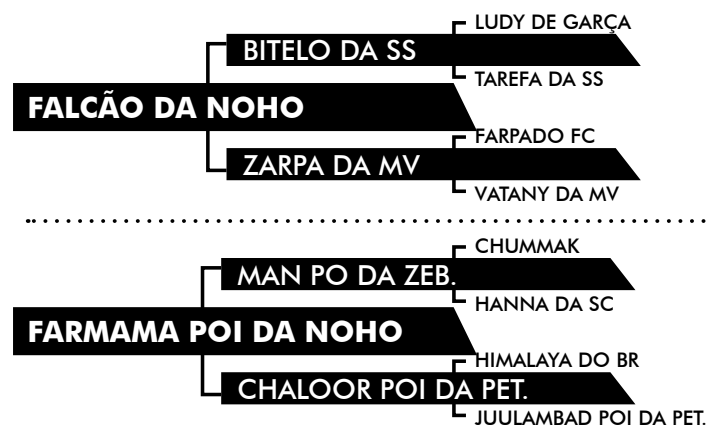 LUDY DE GARÇA
BITELO DA SS
TAREFA DA SS
FALCÃO DA NOHO
FARPADO FC
ZARPA DA MV
VATANY DA MV
CHUMMAK
MAN PO DA ZEB.
HANNA DA SC
FARMAMA POI DA NOHO
HIMALAYA DO BR
CHALOOR POI DA PET.
JUULAMBAD POI DA PET.